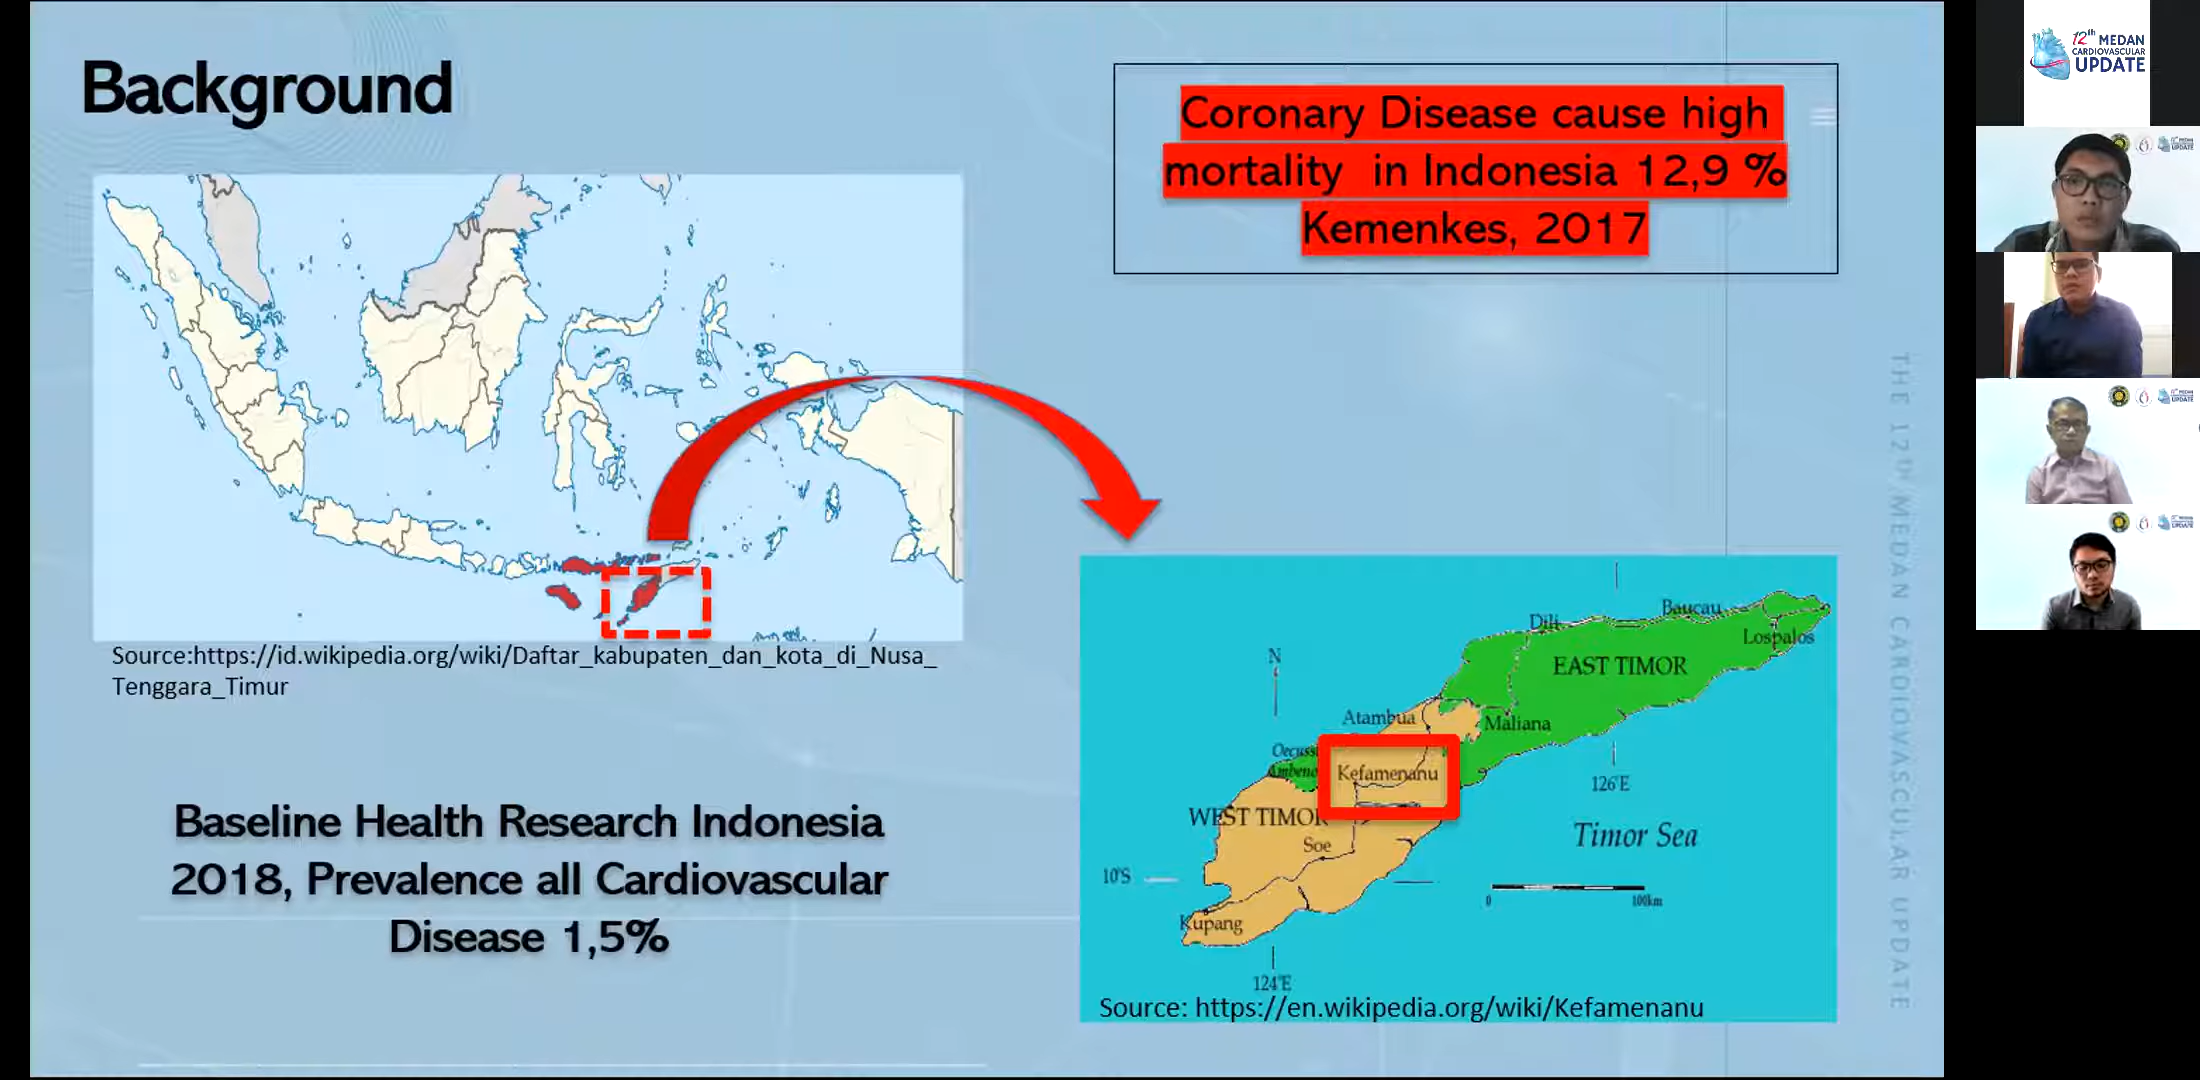 Background
Coronary Disease cause high
mortality in Indonesia 12,9 %
Kemenkes, 2017
Source:https://id.wikipedia.org/wiki/Daftar_kabupaten_dan_kota_di_Nusa_
Tenggara_Timur
Baseline Health Research Indonesia
2018, Prevalence all Cardiovascular
Disease 1,5%
Baucau
Dili
Lospalos
EAST TIMOR
N
Atambua
Maliana
Oecussi
Ambeno
Kefamenanu
126°E
WEST TIMOR
Timor Sea
Soe
10°S
0
100km
Kupang
124°E
Source: https://en.wikipedia.org/wiki/Kefamenanu
THE 12TH MEDAN CARDIOVASCULAR UPDATE
12th MEDAN
CARDIOVASCULAR
UPDATE